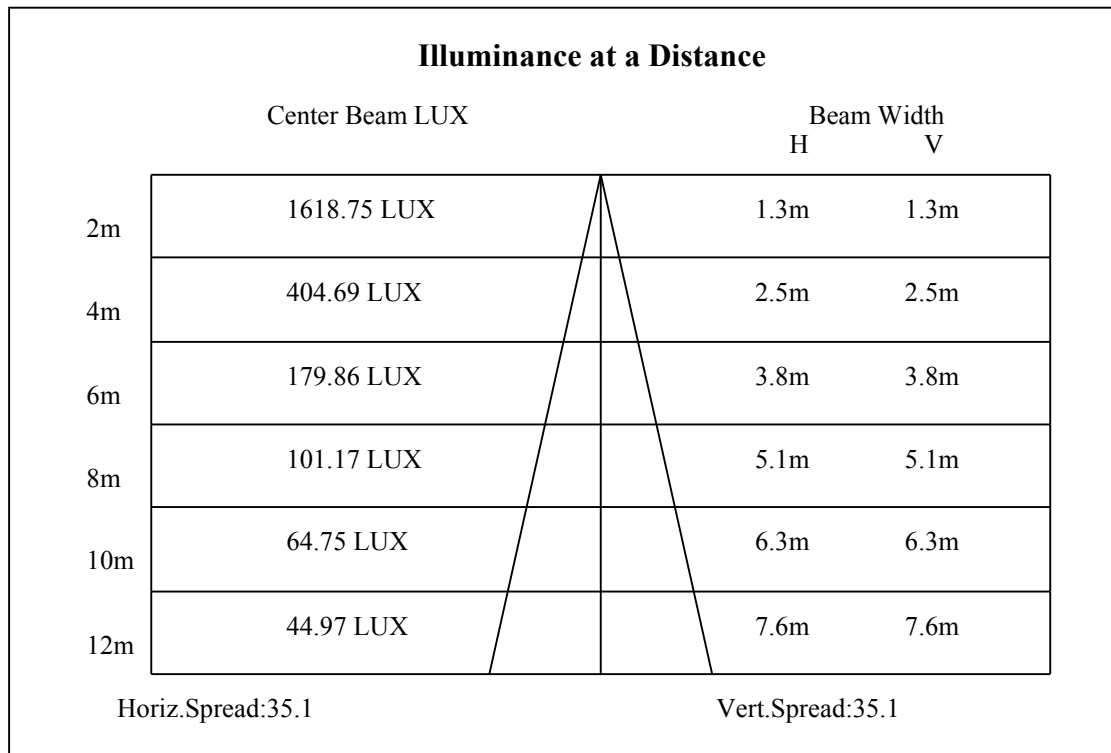 Illuminance at a Distance
Center Beam LUX Beam Width
H V
2m 1618.75 LUX 1.3m 1.3m
4m 404.69 LUX 2.5m 2.5m
6m 179.86 LUX 3.8m 3.8m
8m 101.17 LUX 5.1m 5.1m
10m 64.75 LUX 6.3m 6.3m
12m 44.97 LUX 7.6m 7.6m
Horiz.Spread:35.1 Vert.Spread:35.1